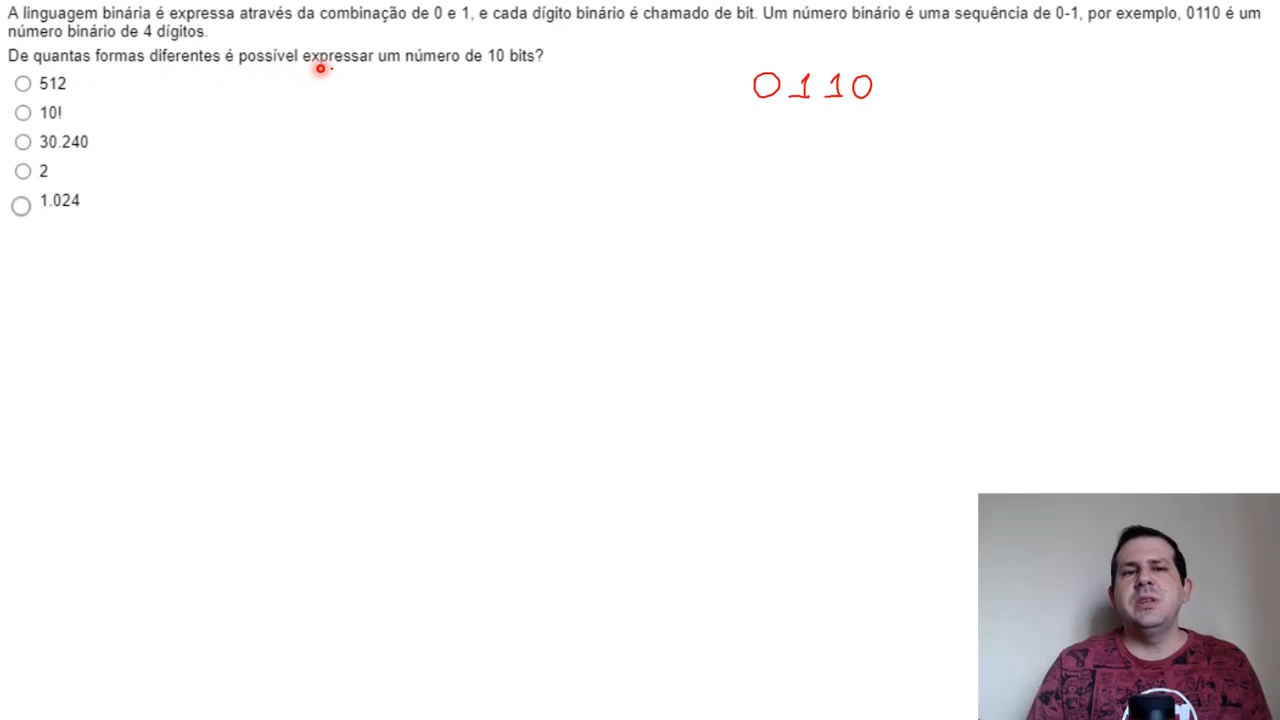 A linguagem binária é expressa através da combinação de 0 e 1, e cada dígito binário é chamado de bit. Um número binário é uma sequência de 0-1, por exemplo, 0110 é um
número binário de 4 dígitos.
De quantas formas diferentes é possível expressar um número de 10 bits?
512
0110
10!
30.240
2
1.024